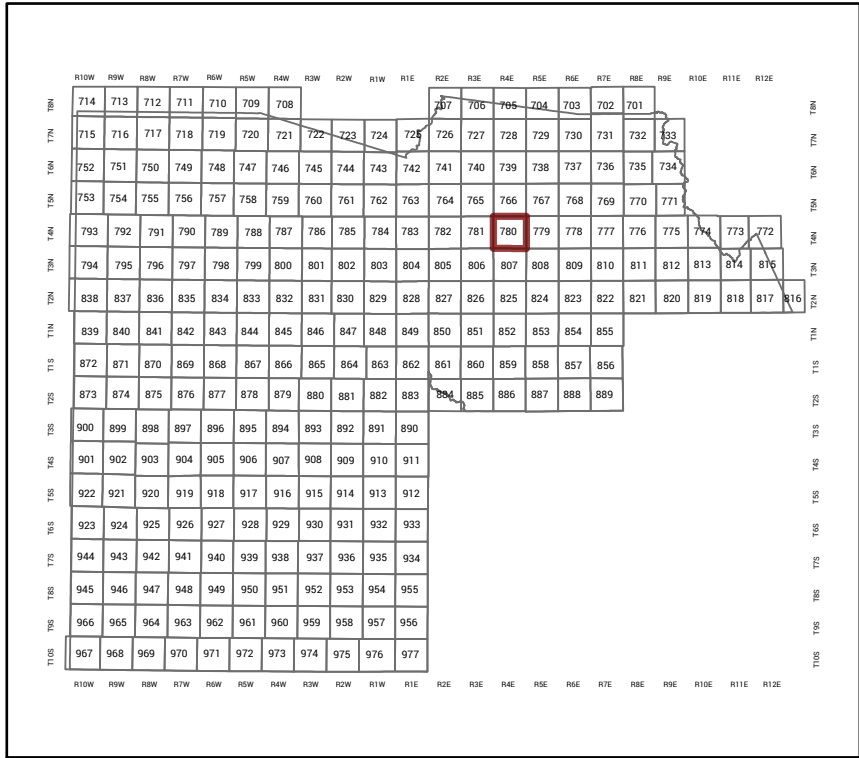 R10W R9W R8W R7W R6W R5W R4W R3W R2W R1W R1E R2E R3E R4E R5E R6E R7E R8E R9E R10E R11E R12E
T8N 714 713 712 711 710 709 708 707 706 705 704 703 702 701 T8N
T7N 715 716 717 718 719 720 721 722 723 724 725 726 727 728 729 730 731 732 733 T7N
T6N 752 751 750 749 748 747 746 745 744 743 742 741 740 739 738 737 736 735 734 T6N
T5N 753 754 755 756 757 758 759 760 761 762 763 764 765 766 767 768 769 770 771 T5N
T4N 793 792 791 790 789 788 787 786 785 784 783 782 781 780 779 778 777 776 775 774 773 772 T4N
T3N 794 795 796 797 798 799 800 801 802 803 804 805 806 807 808 809 810 811 812 813 814 815 T3N
T2N 838 837 836 835 834 833 832 831 830 829 828 827 826 825 824 823 822 821 820 819 818 817 816 T2N
T1N 839 840 841 842 843 844 845 846 847 848 849 850 851 852 853 854 855 T1N
T1S 872 871 870 869 868 867 866 865 864 863 862 861 860 859 858 857 856 T1S
T2S 873 874 875 876 877 878 879 880 881 882 883 884 885 886 887 888 889 T2S
T3S 900 899 898 897 896 895 894 893 892 891 890 T3S
T4S 901 902 903 904 905 906 907 908 909 910 911 T4S
T5S 922 921 920 919 918 917 916 915 914 913 912 T5S
T6S 923 924 925 926 927 928 929 930 931 932 933 T6S
T7S 944 943 942 941 940 939 938 937 936 935 934 T7S
T8S 945 946 947 948 949 950 951 952 953 954 955 T8S
T9S 966 965 964 963 962 961 960 959 958 957 956 T9S
T10S 967 968 969 970 971 972 973 974 975 976 977 T10S
R10W R9W R8W R7W R6W R5W R4W R3W R2W R1W R1E R2E R3E R4E R5E R6E R7E R8E R9E R10E R11E R12E